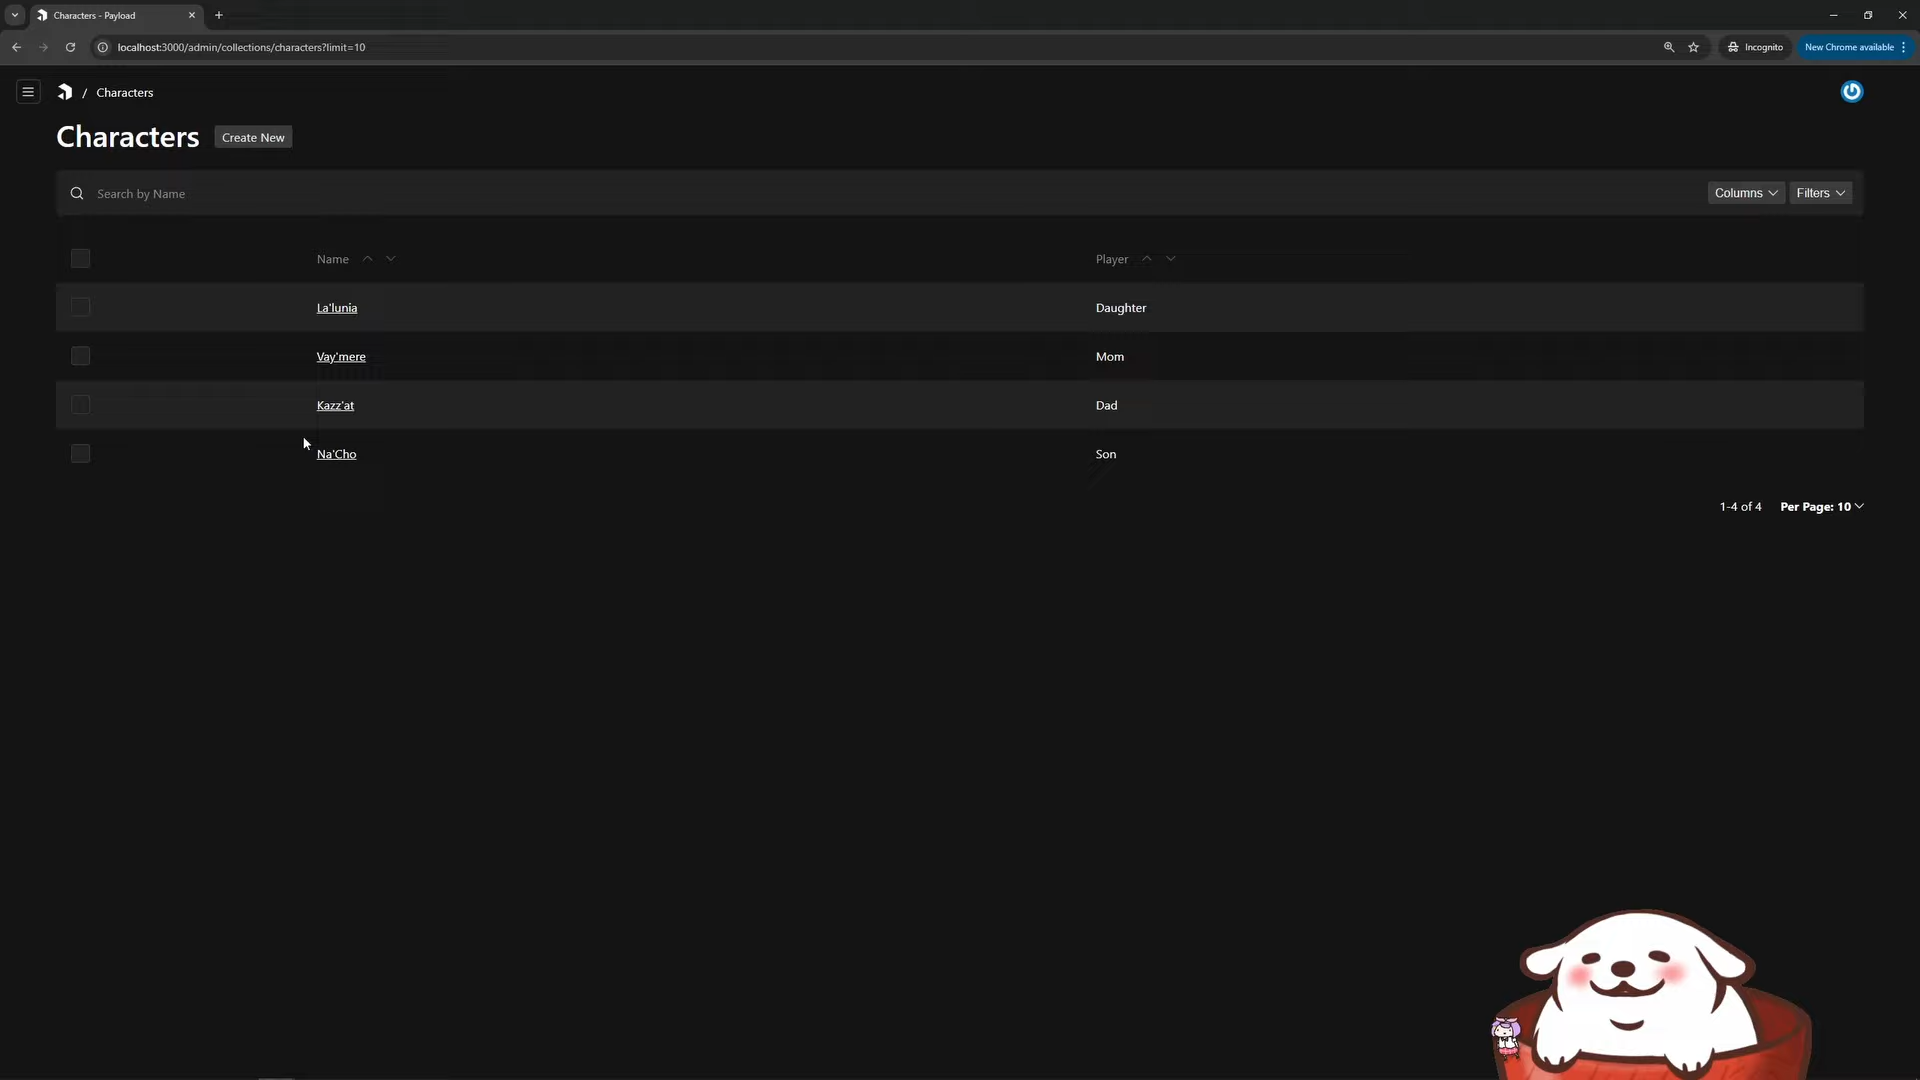 Characters - Payload
localhost:3000/admin/collections/characters?limit=10
Incognito
New Chrome available
/ Characters
Characters
Create New
Search by Name
Columns
Filters
Name
Player
La'lunia
Daughter
Vay'mere
Mom
Kazz'at
Dad
Na'Cho
Son
1-4 of 4
Per Page: 10